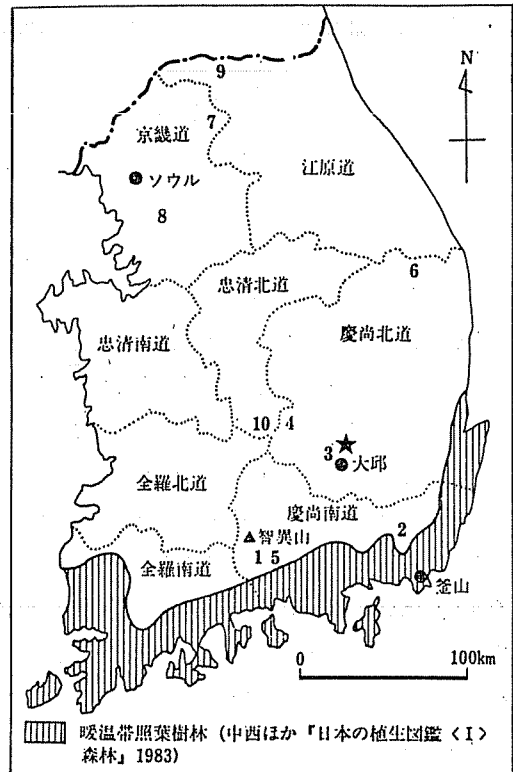 N
9
京畿道
7
江原道
ソウル
8
忠清北道
6
忠清南道
慶尚北道
10
4
★
3
大邱
全羅北道
慶尚南道
▲智異山
2
1 5
全羅南道
釜山
0
100km
暖温帯照葉樹林(中西ほか『日本の植生図鑑〈I〉
森林』1983)